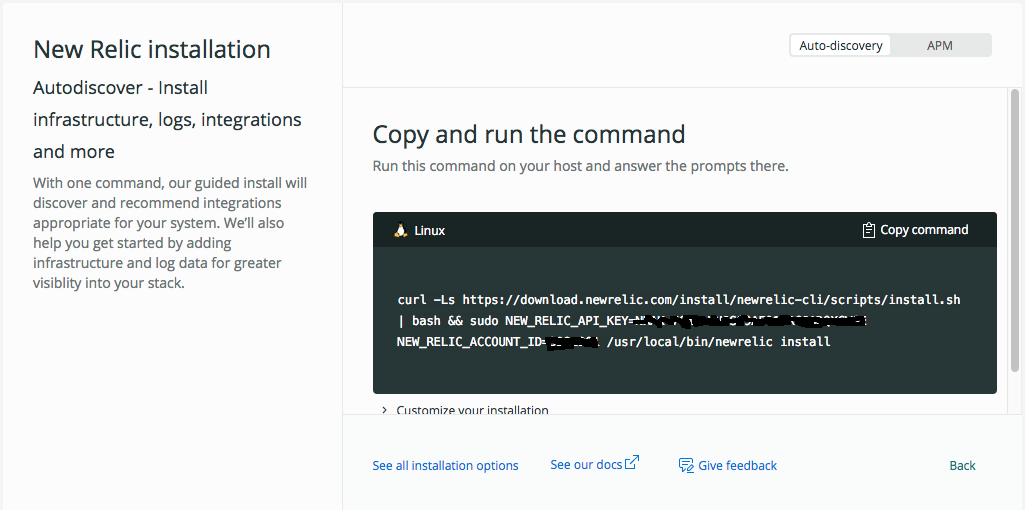 New Relic installation
Autodiscover - Install
infrastructure, logs, integrations
and more
With one command, our guided install will
discover and recommend integrations
appropriate for your system. We'll also
help you get started by adding
infrastructure and log data for greater
visiblity into your stack.
Auto-discovery
APM
Copy and run the command
Run this command on your host and answer the prompts there.
Linux
Copy command
curl -Ls https://download.newrelic.com/install/newrelic-cli/scripts/install.sh
| bash && sudo NEW_RELIC_API_KEY=
NEW_RELIC_ACCOUNT_ID= /usr/local/bin/newrelic install
Customize your installation
See all installation options
See our docs
Give feedback
Back